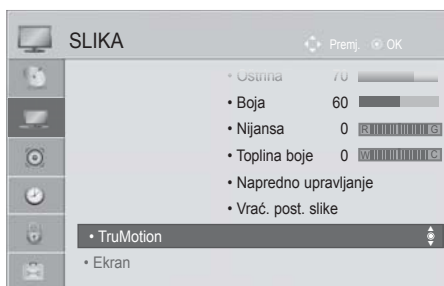 SLIKA
Premj. OK
• Oštrina 70
• Boja 60
• Nijansa 0 R G
• Toplina boje 0 W C
• Napredno upravljanje
• Vrać. post. slike
• TruMotion
• Ekran